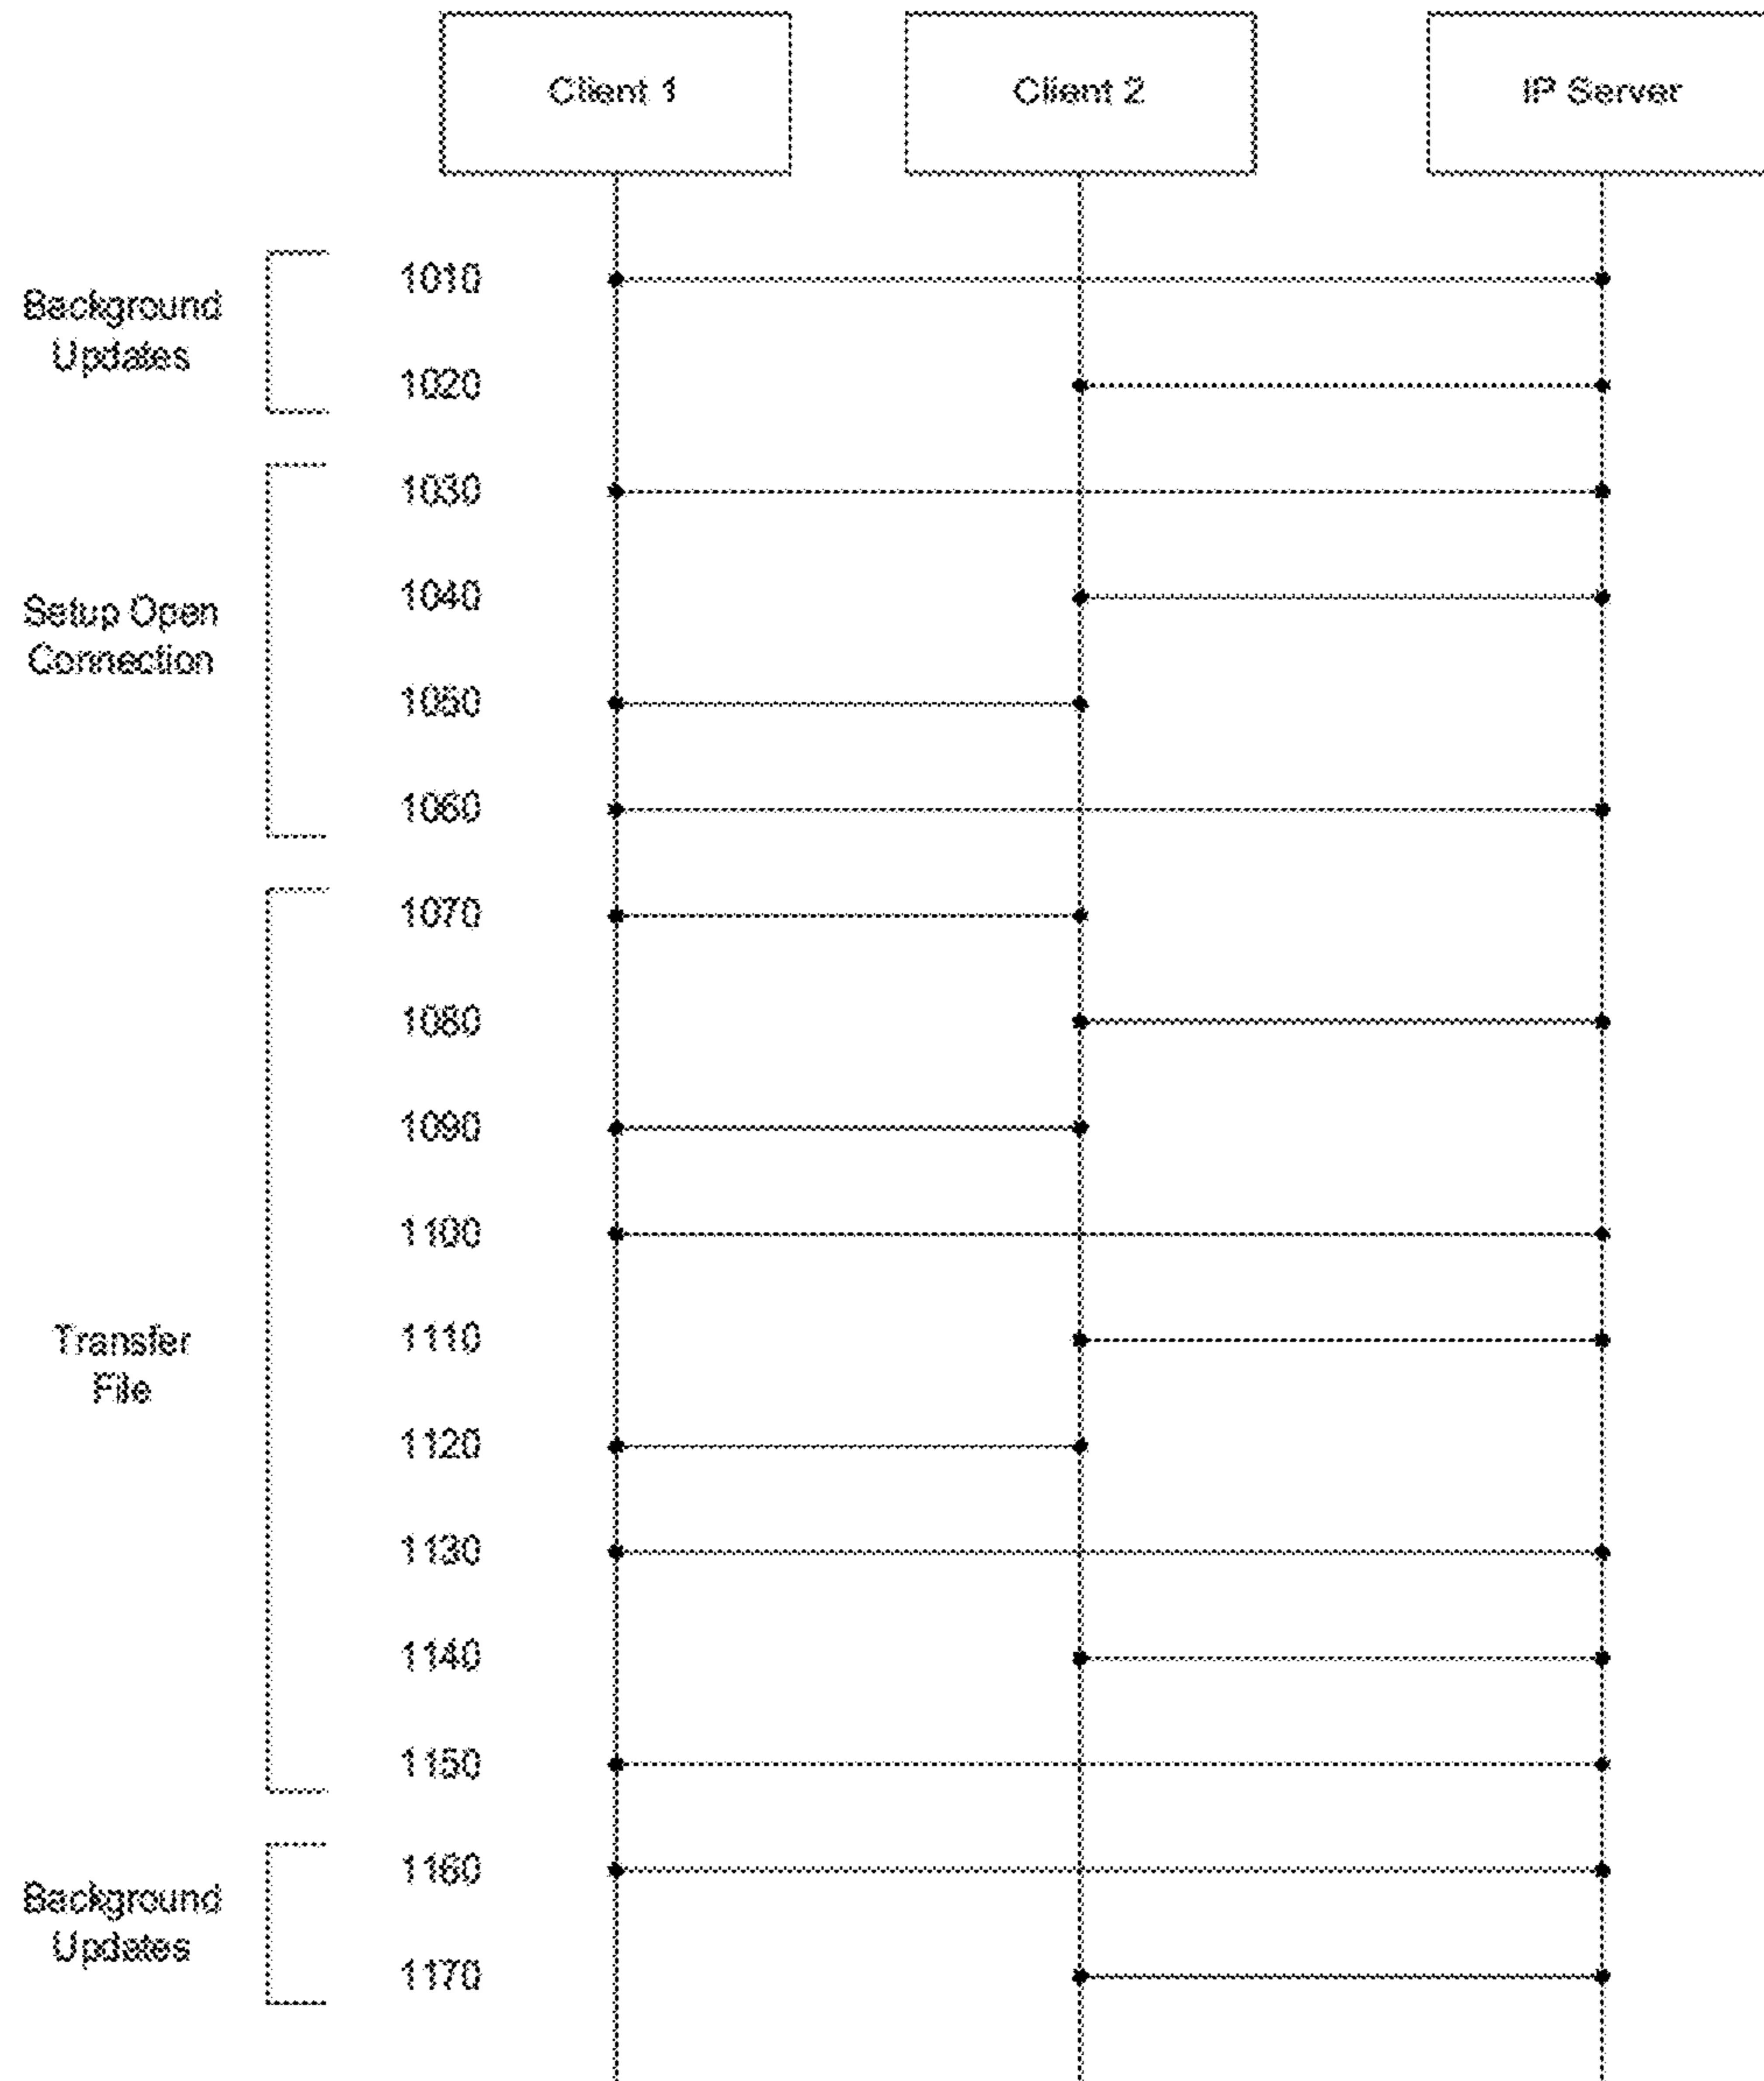 Client 1
Client 2
IP Server
Background
Updates
1010
1020
Setup Open
Connection
1030
1040
1050
1060
Transfer
File
1070
1080
1090
1100
1110
1120
1130
1140
1150
Background
Updates
1160
1170